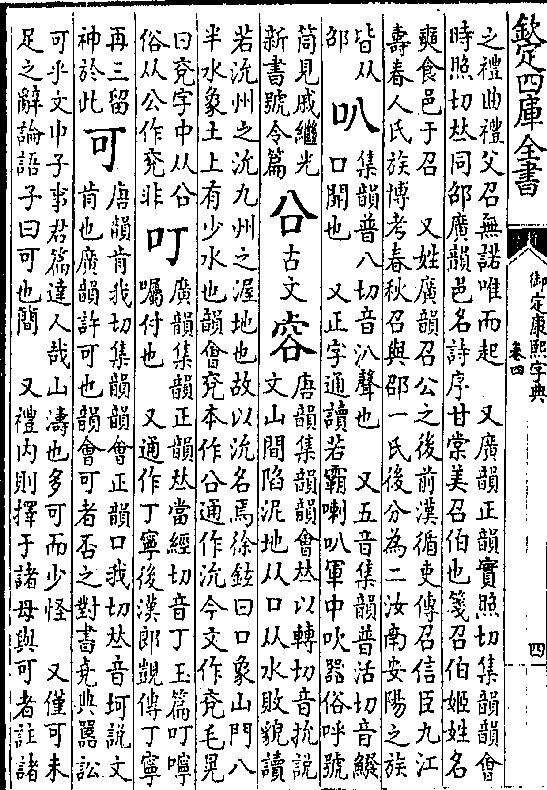 欽定四庫全書
御定康熙字典
卷四
四
之禮曲禮父召無諾唯而起　又廣韻正韻實照切集韻韻會
時照切𠀤同邵廣韻邑名詩序甘棠美召伯也箋召伯姬姓名
奭食邑于召　又姓廣韻召公之後前漢循吏傳召信臣九江
壽春人氏族博考春秋召與邵一氏後分為二汝南安陽之族
皆从
邵
叭
集韻普八切音汃聲也　又五音集韻普活切音鏺
口開也　又正字通讀若霸喇叭軍中吹器俗呼號
筒見戚繼光
新書號令篇
㕣
古文
㕡
唐韻集韻韻會𠀤以轉切音抗說
文山間陷泥地从口从水敗貌讀
若沇州之沇九州之渥地也故以沇名焉徐鉉曰口象山門八
半水象土上有少水也韻會兗本作㕣通作沇今文作兗毛晃
曰兗字中从㕣
俗从公作兖非
叮
廣韻集韻正韻𠀤當經切音丁玉篇叮嚀
囑付也　又通作丁寧後漢郎覬傳丁寧
再三留
神於此
可
唐韻肯我切集韻韻會正韻口我切𠀤音坷說文
肯也廣韻許可也韻會可者否之對書堯典嚚訟
可乎文中子事君篇達人哉山濤也多可而少怪　又僅可未
足之辭論語子曰可也簡　又禮內則擇于諸母與可者註諸